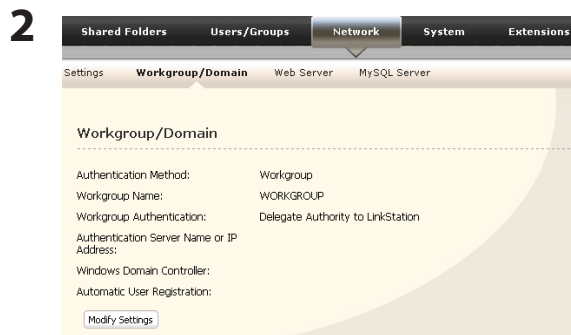 2
Shared Folders Users/Groups Network System Extensions
Settings Workgroup/Domain Web Server MySQL Server
Workgroup/Domain
Authentication Method: Workgroup
Workgroup Name: WORKGROUP
Workgroup Authentication: Delegate Authority to LinkStation
Authentication Server Name or IP
Address:
Windows Domain Controller:
Automatic User Registration:
Modify Settings